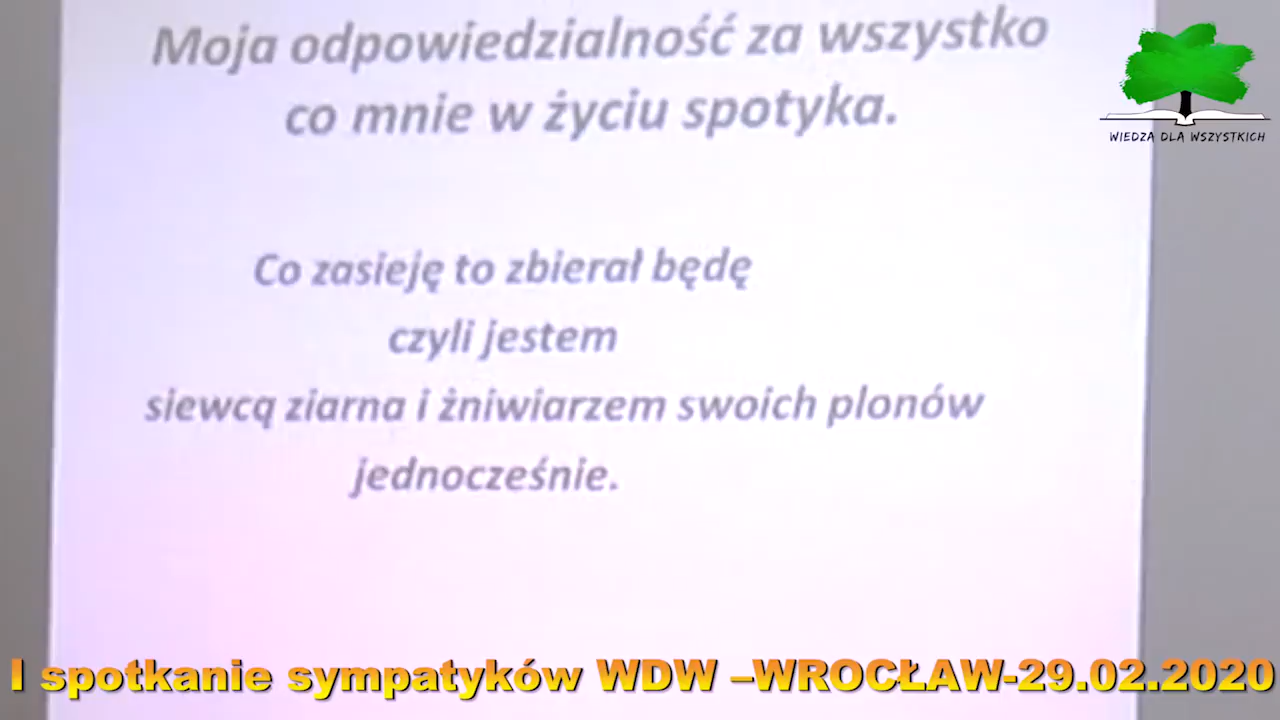 Moja odpowiedzialność za wszystko
co mnie w życiu spotyka.
WIEDZA DLA WSZYSTKICH
Co zasieję to zbierał będę
czyli jestem
siewcą ziarna i żniwiarzem swoich plonów
jednocześnie.
I spotkanie sympatyków WDW –WROCŁAW-29.02.2020